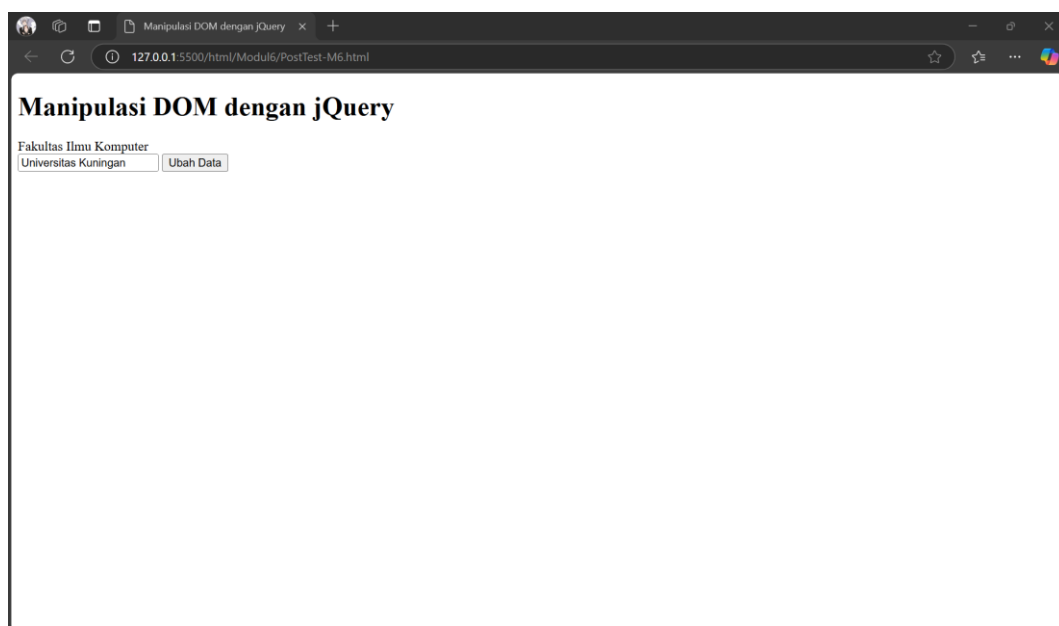 Manipulasi DOM dengan jQuery
127.0.0.1:5500/html/Modul6/PostTest-M6.html
Manipulasi DOM dengan jQuery
Fakultas Ilmu Komputer
Universitas Kuningan Ubah Data